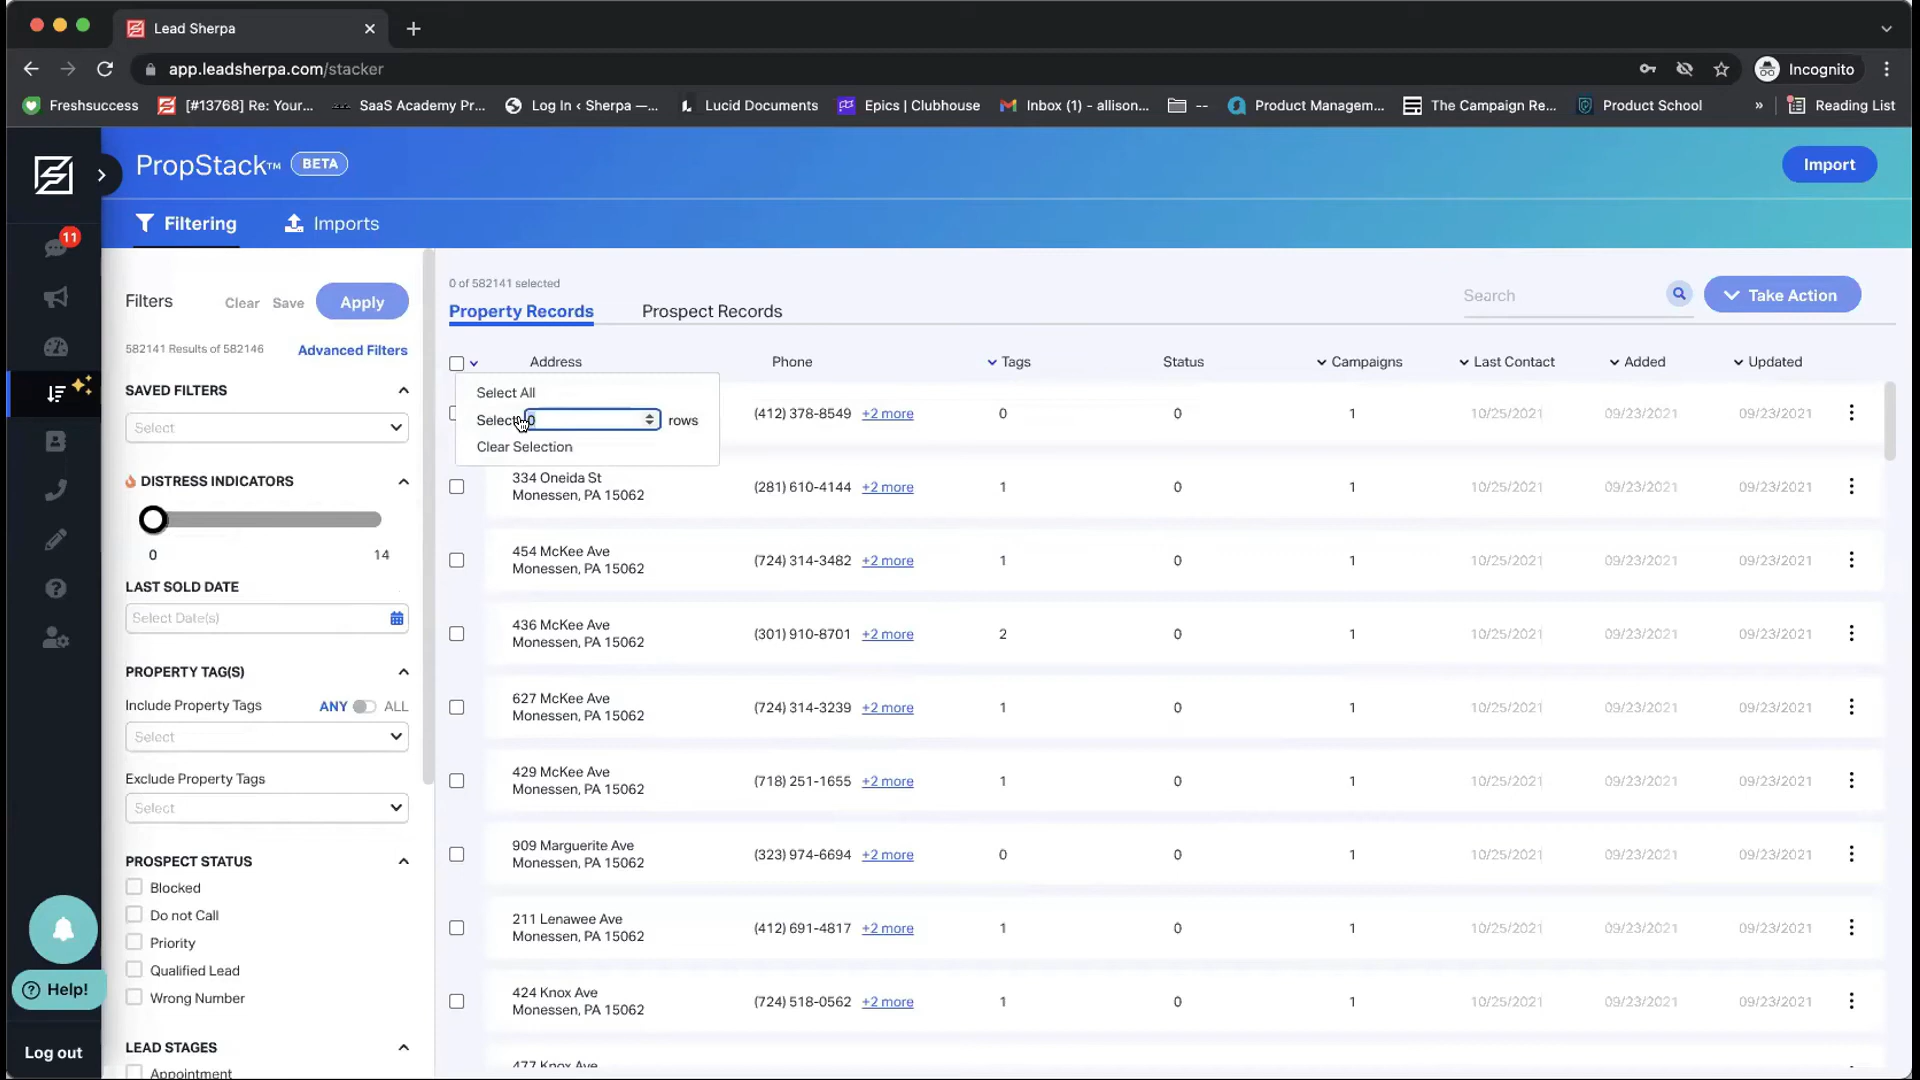 Lead Sherpa
app.leadsherpa.com/stacker
Incognito
Freshsuccess
[#13768] Re: Your...
SaaS Academy Pr...
Log In ‹ Sherpa —...
Lucid Documents
Epics | Clubhouse
Inbox (1) - allison...
--
Product Managem...
The Campaign Re...
Product School
»
Reading List
PropStack™ BETA
Import
11
Filtering
Imports
Filters
Clear
Save
Apply
582141 Results of 582146
Advanced Filters
SAVED FILTERS
Select
DISTRESS INDICATORS
0
14
LAST SOLD DATE
Select Date(s)
PROPERTY TAG(S)
Include Property Tags
ANY
ALL
Select
Exclude Property Tags
Select
PROSPECT STATUS
Blocked
Do not Call
Priority
Qualified Lead
Wrong Number
LEAD STAGES
Appointment
Help!
Log out
0 of 582141 selected
Property Records
Prospect Records
Search
Take Action
Address
Phone
Tags
Status
Campaigns
Last Contact
Added
Updated
Select All
Select 0 rows
Clear Selection
(412) 378-8549 +2 more 0 0 1 10/25/2021 09/23/2021 09/23/2021
334 Oneida St
Monessen, PA 15062
(281) 610-4144 +2 more 1 0 1 10/25/2021 09/23/2021 09/23/2021
454 McKee Ave
Monessen, PA 15062
(724) 314-3482 +2 more 1 0 1 10/25/2021 09/23/2021 09/23/2021
436 McKee Ave
Monessen, PA 15062
(301) 910-8701 +2 more 2 0 1 10/25/2021 09/23/2021 09/23/2021
627 McKee Ave
Monessen, PA 15062
(724) 314-3239 +2 more 1 0 1 10/25/2021 09/23/2021 09/23/2021
429 McKee Ave
Monessen, PA 15062
(718) 251-1655 +2 more 1 0 1 10/25/2021 09/23/2021 09/23/2021
909 Marguerite Ave
Monessen, PA 15062
(323) 974-6694 +2 more 0 0 1 10/25/2021 09/23/2021 09/23/2021
211 Lenawee Ave
Monessen, PA 15062
(412) 691-4817 +2 more 1 0 1 10/25/2021 09/23/2021 09/23/2021
424 Knox Ave
Monessen, PA 15062
(724) 518-0562 +2 more 1 0 1 10/25/2021 09/23/2021 09/23/2021
477 Knox Ave